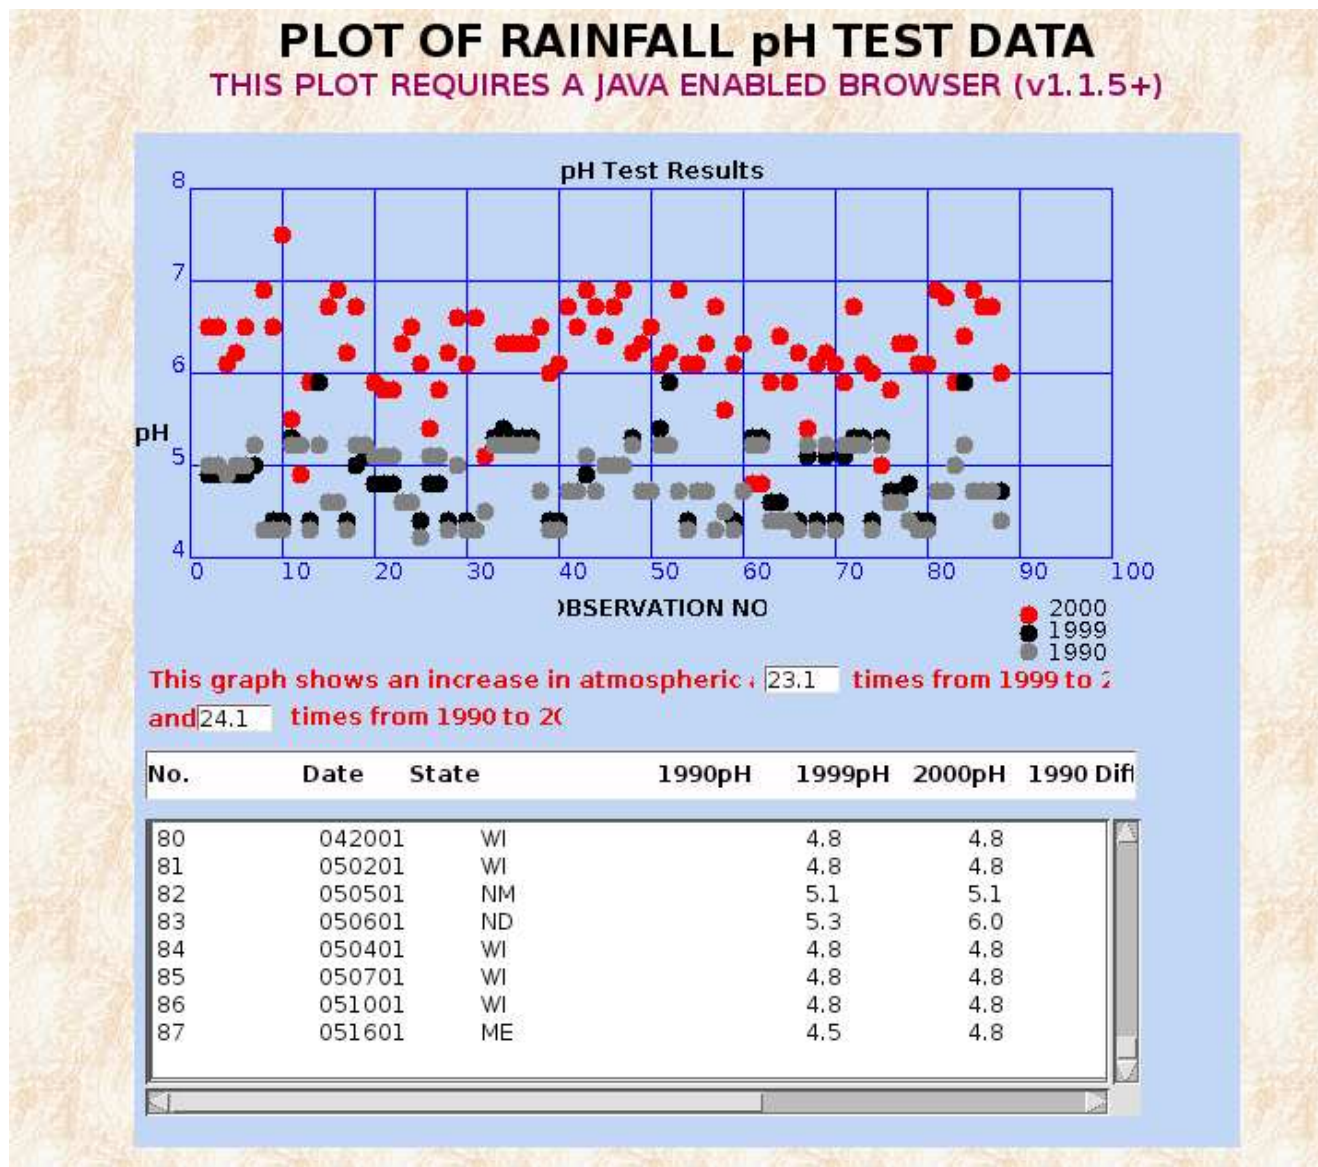 PLOT OF RAINFALL pH TEST DATA
THIS PLOT REQUIRES A JAVA ENABLED BROWSER (v1.1.5+)
pH Test Results
8
7
6
pH
5
4
0 10 20 30 40 50 60 70 80 90 100
OBSERVATION NO
2000
1999
1990
This graph shows an increase in atmospheric 23.1 times from 1999 to
and 24.1 times from 1990 to
No. Date State 1990pH 1999pH 2000pH 1990 Diff
80 042001 WI 4.8 4.8
81 050201 WI 4.8 4.8
82 050501 NM 5.1 5.1
83 050601 ND 5.3 6.0
84 050401 WI 4.8 4.8
85 050701 WI 4.8 4.8
86 051001 WI 4.8 4.8
87 051601 ME 4.5 4.8